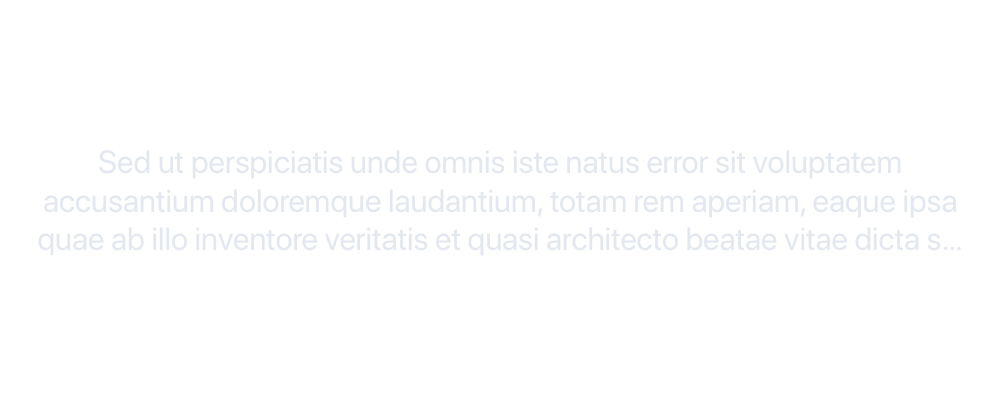 Sed ut perspiciatis unde omnis iste natus error sit voluptatem
accusantium doloremque laudantium, totam rem aperiam, eaque ipsa
quae ab illo inventore veritatis et quasi architecto beatae vitae dicta s...